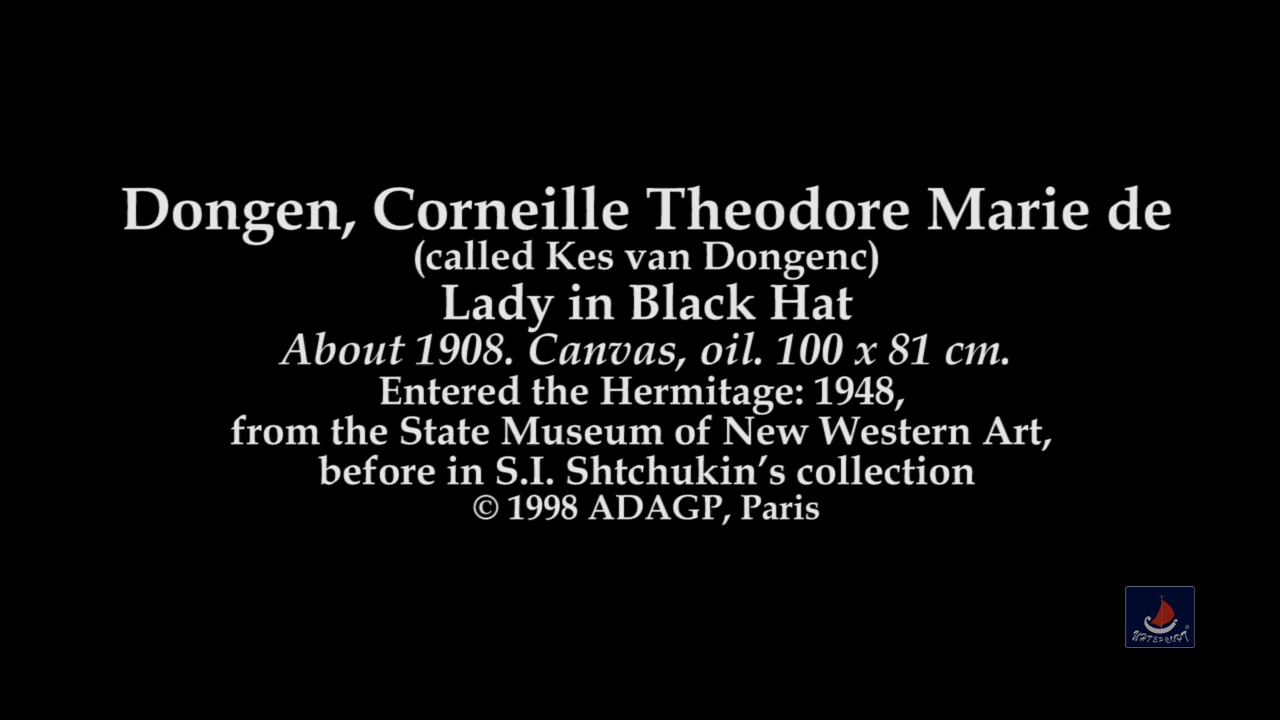 Dongen, Corneille Theodore Marie de
(called Kes van Dongenc)
Lady in Black Hat
About 1908. Canvas, oil. 100 x 81 cm.
Entered the Hermitage: 1948,
from the State Museum of New Western Art,
before in S.I. Shtchukin's collection
© 1998 ADAGP, Paris